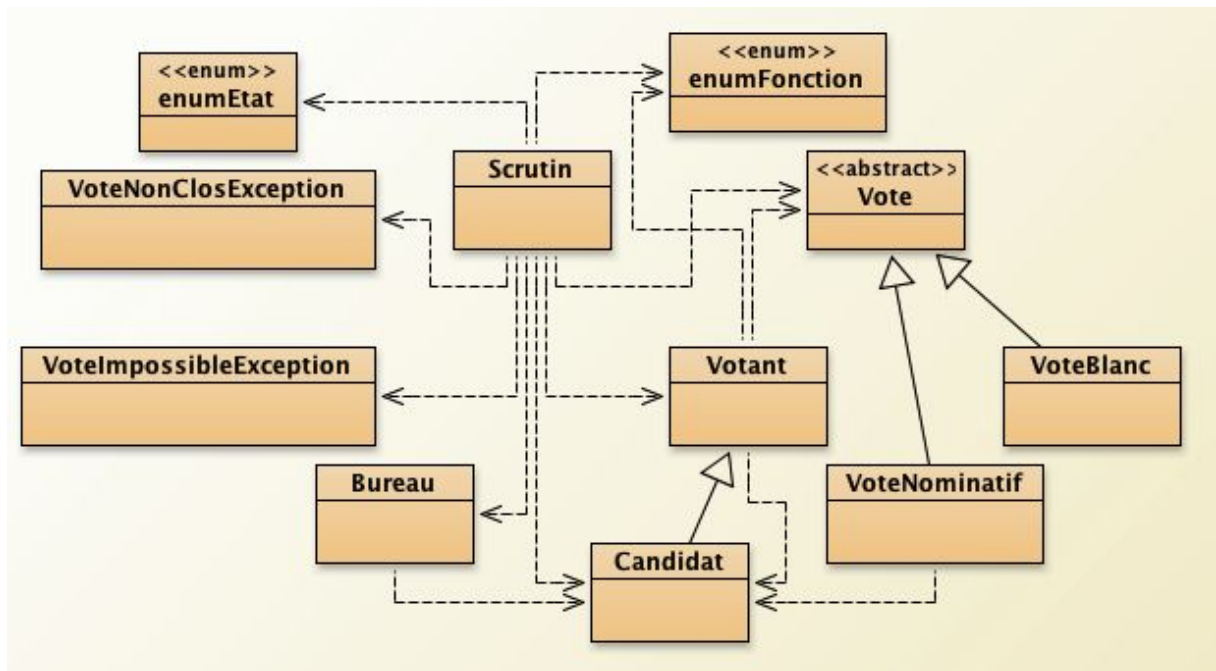 <<enum>>
enumEtat
<<enum>>
enumFonction
Scrutin
<<abstract>>
Vote
VoteNonClosException
VoteImpossibleException
Votant
VoteBlanc
Bureau
VoteNominatif
Candidat